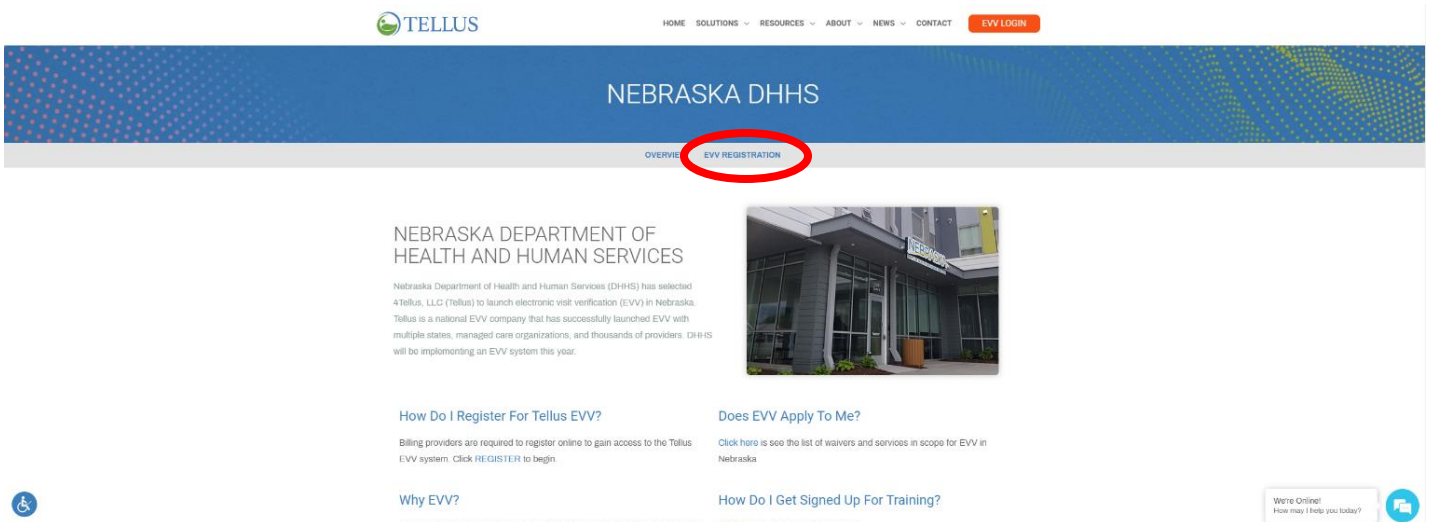 TELLUS
HOME SOLUTIONS RESOURCES ABOUT NEWS CONTACT EVV LOGIN
NEBRASKA DHHS
OVERVIE EVV REGISTRATION
NEBRASKA DEPARTMENT OF
HEALTH AND HUMAN SERVICES
Nebraska Department of Health and Human Services (DHHS) has selected
4Tellus, LLC (Tellus) to launch electronic visit verification (EVV) in Nebraska.
Tellus is a national EVV company that has successfully launched EVV with
multiple states, managed care organizations, and thousands of providers. DHHS
will be implementing an EVV system this year.
NEBRASKA
How Do I Register For Tellus EVV?
Billing providers are required to register online to gain access to the Tellus
EVV system. Click REGISTER to begin.
Does EVV Apply To Me?
Click here is see the list of waivers and services in scope for EVV in
Nebraska
Why EVV?
How Do I Get Signed Up For Training?
We're Online!
How may I help you today?